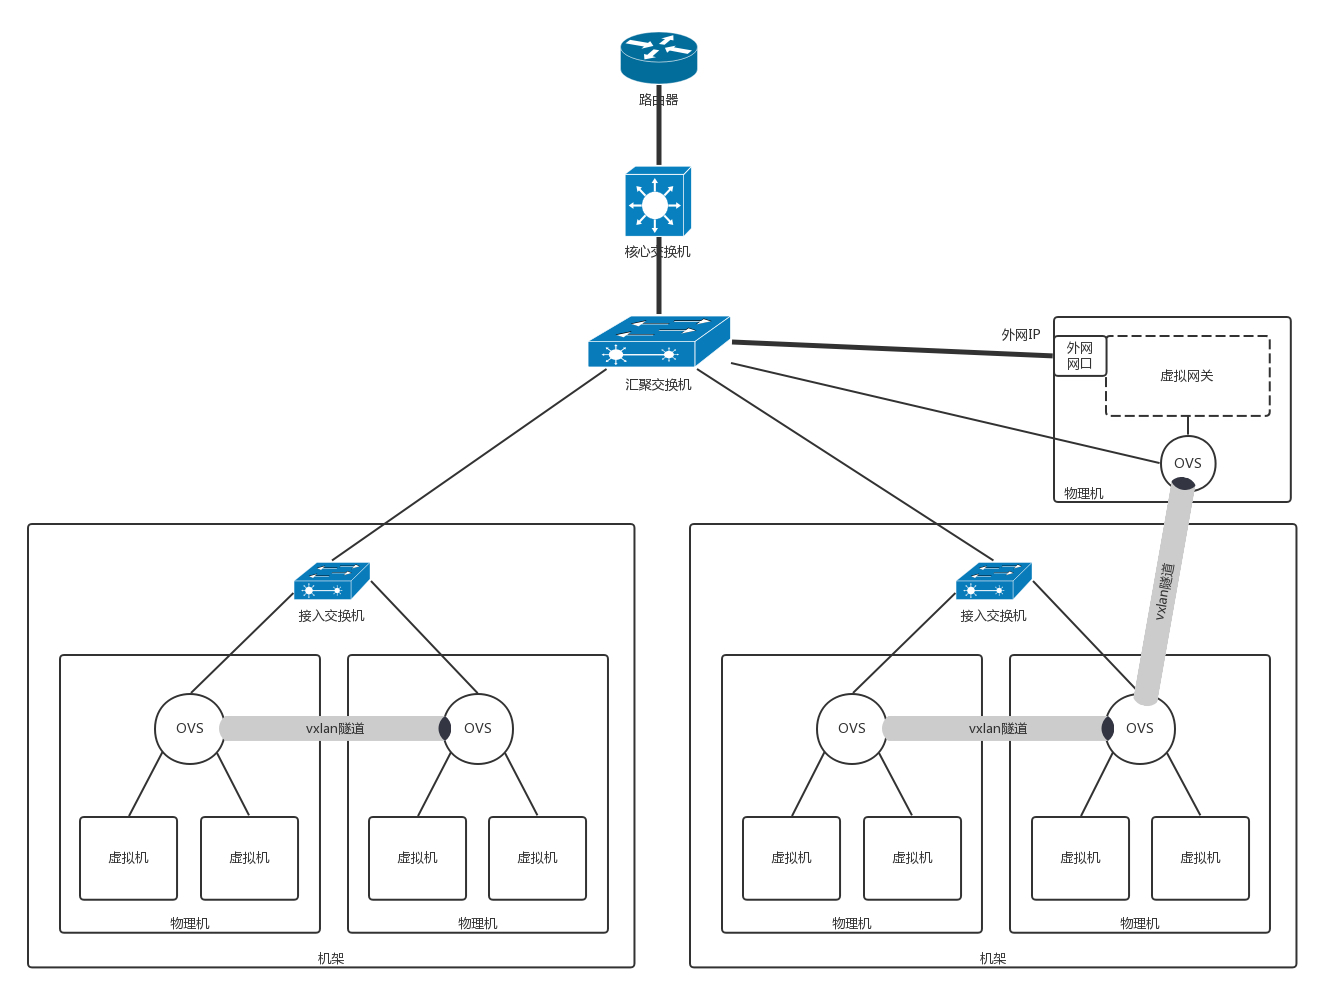 路由器
核心交换机
汇聚交换机
外网IP
外网
网口
虚拟网关
OVS
物理机
vxlan隧道
接入交换机
OVS
vxlan隧道
OVS
虚拟机
虚拟机
虚拟机
虚拟机
物理机
物理机
机架
接入交换机
OVS
vxlan隧道
OVS
虚拟机
虚拟机
虚拟机
虚拟机
物理机
物理机
机架